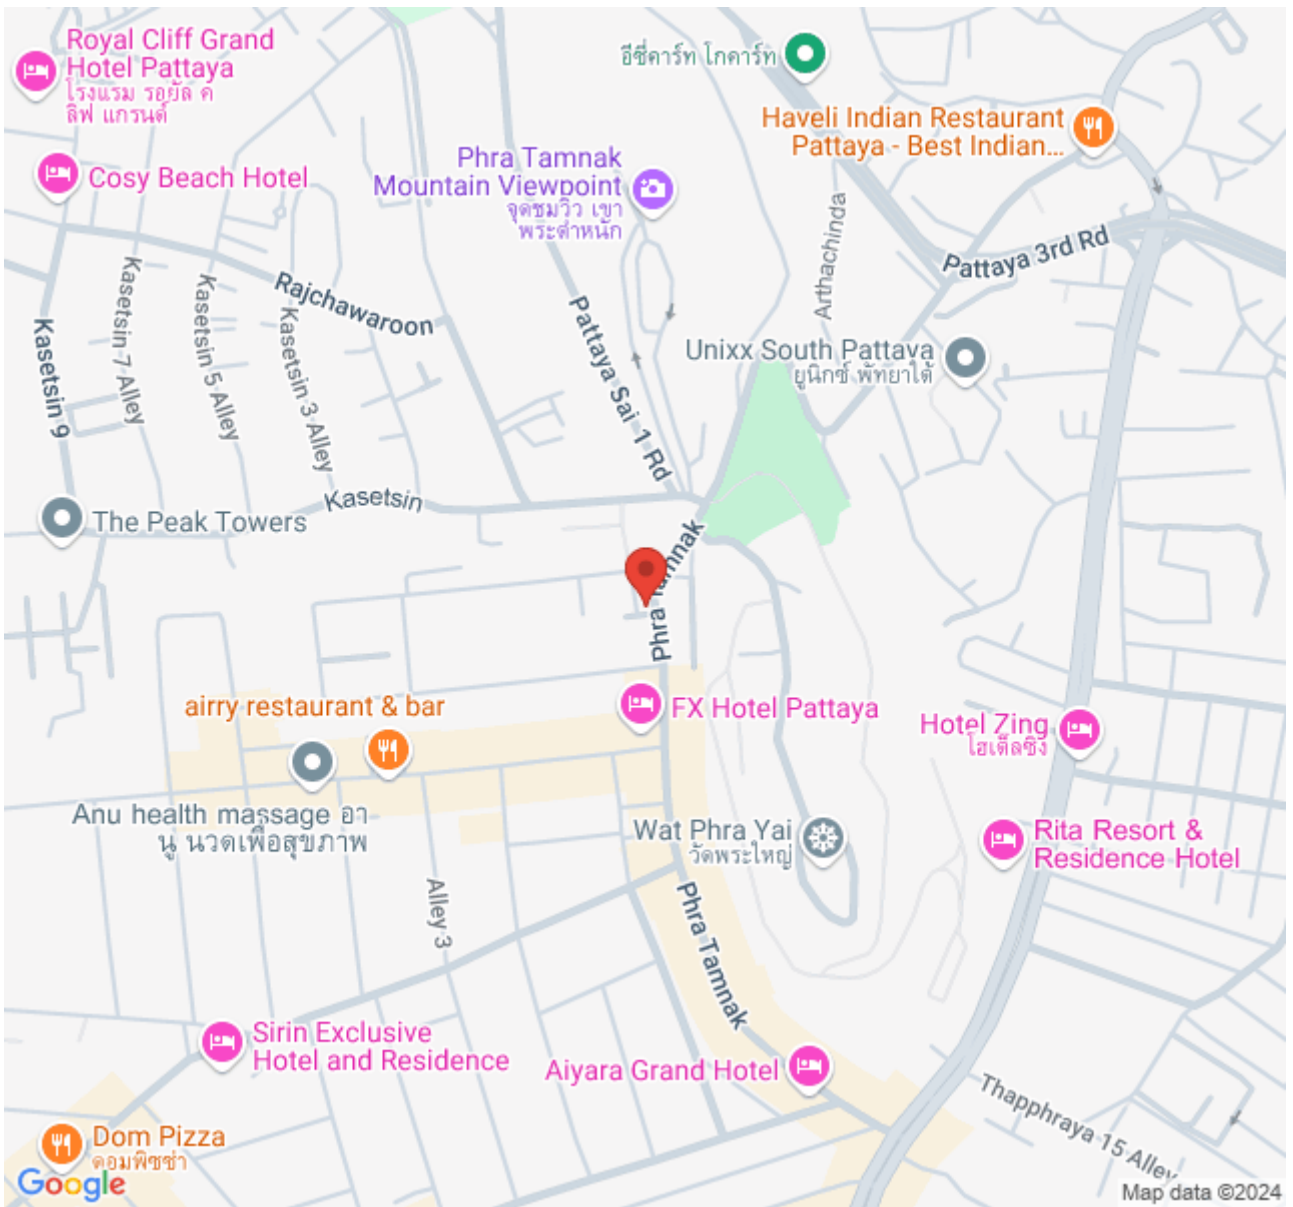 Royal Cliff Grand
Hotel Pattaya
โรงแรม รอยัล ค
ลิฟ แกรนด์
อีซี่คาร์ท โกคาร์ท
Haveli Indian Restaurant
Pattaya - Best Indian...
Phra Tamnak
Mountain Viewpoint
จุดชมวิว เขา
พระตำหนัก
Cosy Beach Hotel
Arthachinda
Pattaya 3rd Rd
Kasetsin 7 Alley
Kasetsin 5 Alley
Rajchawaroon
Kasetsin 3 Alley
Pattaya Sai 1 Rd
Kasetsin 9
Unixx South Pattaya
ยูนิกซ์ พัทยาใต้
Kasetsin
The Peak Towers
Phra Tamnak
airry restaurant & bar
FX Hotel Pattaya
Hotel Zing
โฮเต็ลซิง
Anu health massage อา
นู นวดเพื่อสุขภาพ
Wat Phra Yai
วัดพระใหญ่
Rita Resort &
Residence Hotel
Alley 3
Phra Tamnak
Sirin Exclusive
Hotel and Residence
Aiyara Grand Hotel
Thapphraya 15 Alley
Dom Pizza
ดอมพิซซ่า
Google
Map data ©2024